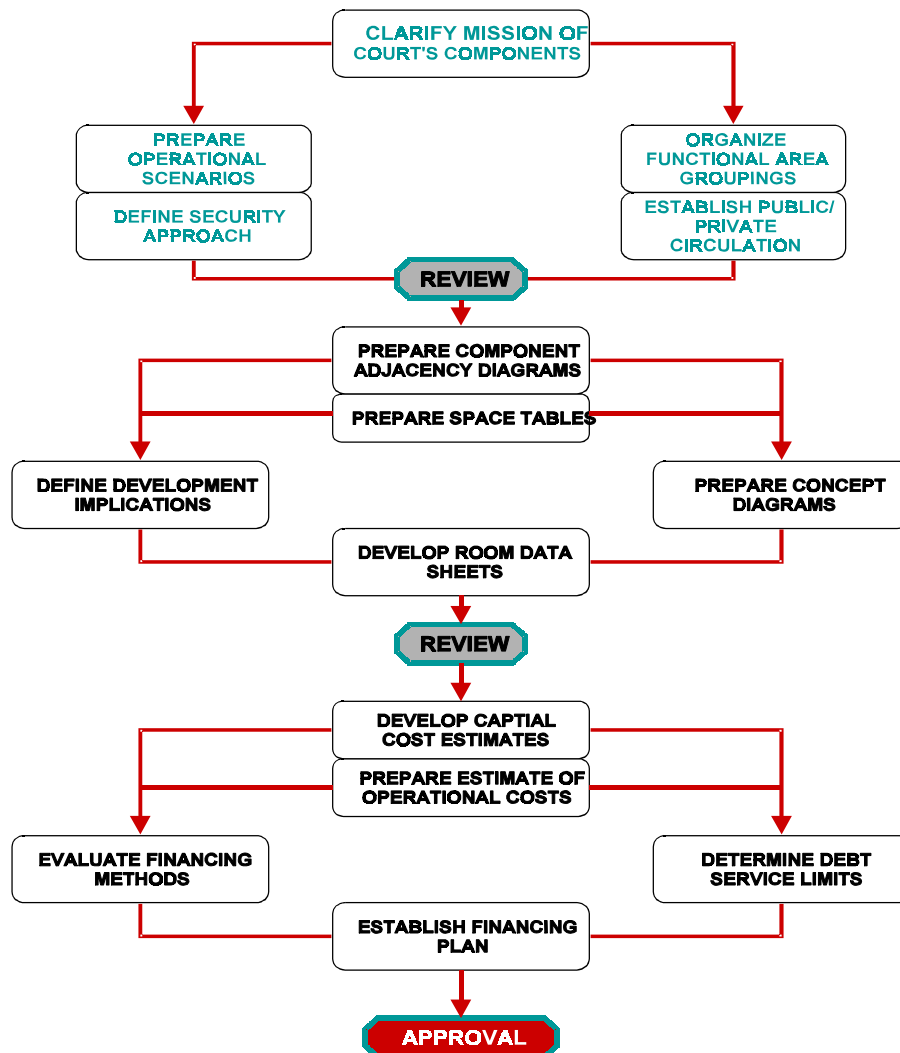 CLARIFY MISSION OF
COURT'S COMPONENTS
PREPARE
OPERATIONAL
SCENARIOS
DEFINE SECURITY
APPROACH
ORGANIZE
FUNCTIONAL AREA
GROUPINGS
ESTABLISH PUBLIC/
PRIVATE
CIRCULATION
REVIEW
PREPARE COMPONENT
ADJACENCY DIAGRAMS
PREPARE SPACE TABLES
DEFINE DEVELOPMENT
IMPLICATIONS
PREPARE CONCEPT
DIAGRAMS
DEVELOP ROOM DATA
SHEETS
REVIEW
DEVELOP CAPTIAL
COST ESTIMATES
PREPARE ESTIMATE OF
OPERATIONAL COSTS
EVALUATE FINANCING
METHODS
DETERMINE DEBT
SERVICE LIMITS
ESTABLISH FINANCING
PLAN
APPROVAL